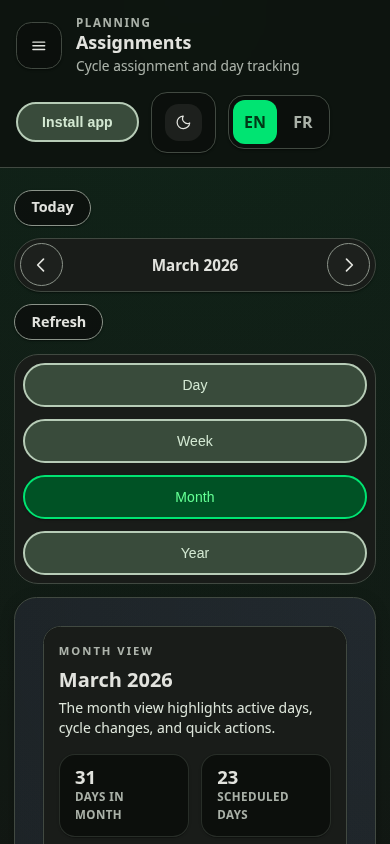 PLANNING
Assignments
Cycle assignment and day tracking
Install app
EN
FR
Today
March 2026
Refresh
Day
Week
Month
Year
MONTH VIEW
March 2026
The month view highlights active days,
cycle changes, and quick actions.
31
DAYS IN
MONTH
23
SCHEDULED
DAYS